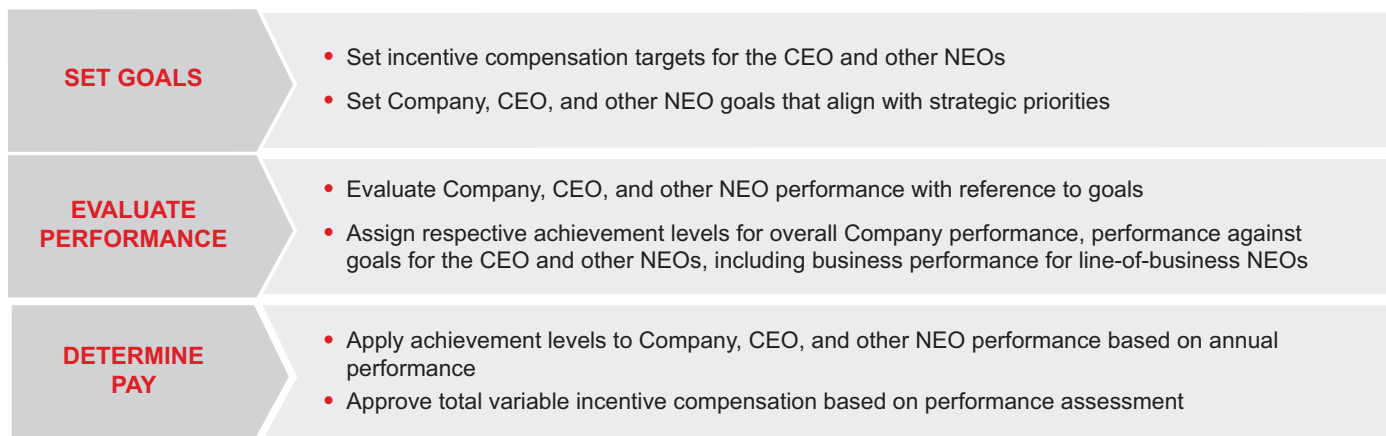 SET GOALS
• Set incentive compensation targets for the CEO and other NEOs
• Set Company, CEO, and other NEO goals that align with strategic priorities
EVALUATE
PERFORMANCE
• Evaluate Company, CEO, and other NEO performance with reference to goals
• Assign respective achievement levels for overall Company performance, performance against
goals for the CEO and other NEOs, including business performance for line-of-business NEOs
DETERMINE
PAY
• Apply achievement levels to Company, CEO, and other NEO performance based on annual
performance
• Approve total variable incentive compensation based on performance assessment